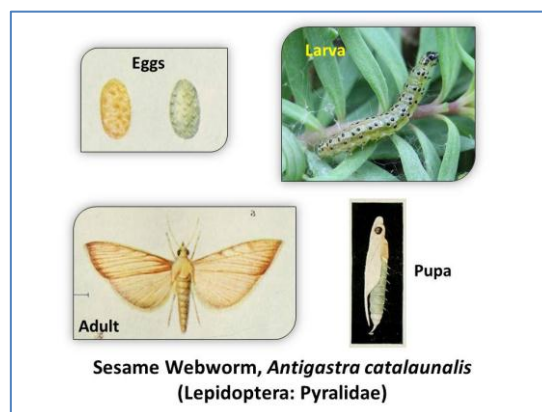 Eggs
Larva
a
Adult
Pupa
Sesame Webworm, Antigastra catalaunalis
(Lepidoptera: Pyralidae)